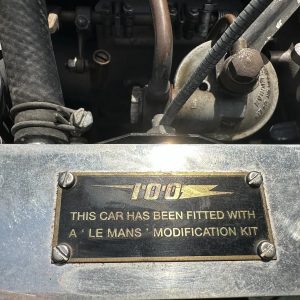 100
THIS CAR HAS BEEN FITTED WITH
A ' LE MANS ' MODIFICATION KIT